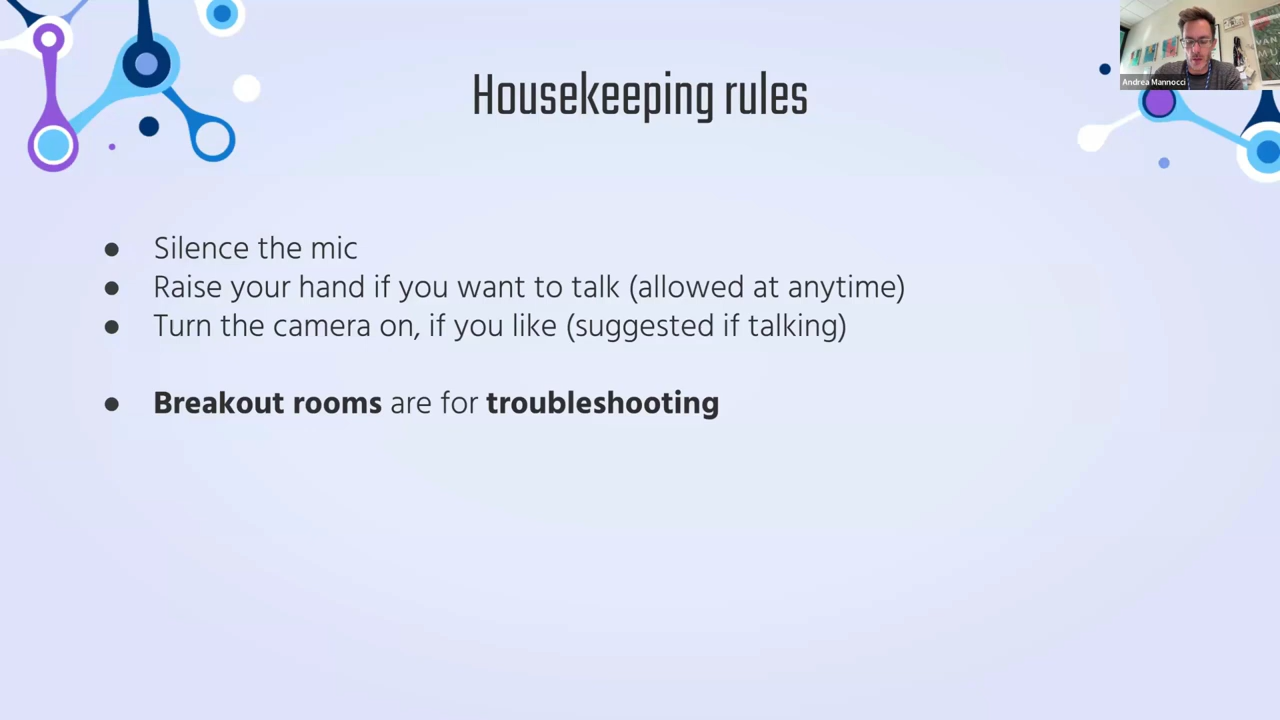 Housekeeping rules
Andrea Mannocci
● Silence the mic
● Raise your hand if you want to talk (allowed at anytime)
● Turn the camera on, if you like (suggested if talking)
● Breakout rooms are for troubleshooting